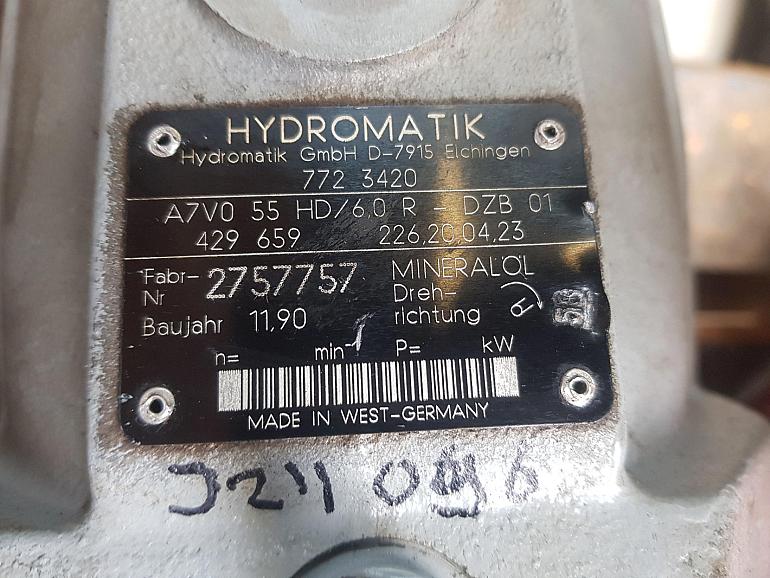 HYDROMATIK
Hydromatik GmbH D-7915 Elchingen
772 3420
A7V0 55 HD/6,0 R - DZB 01
429 659 226,20,04,23
Fabr-Nr 2757757 MINERALÖL
Dreh-richtung
Baujahr 11,90
n= min-1 P= kW
MADE IN WEST-GERMANY